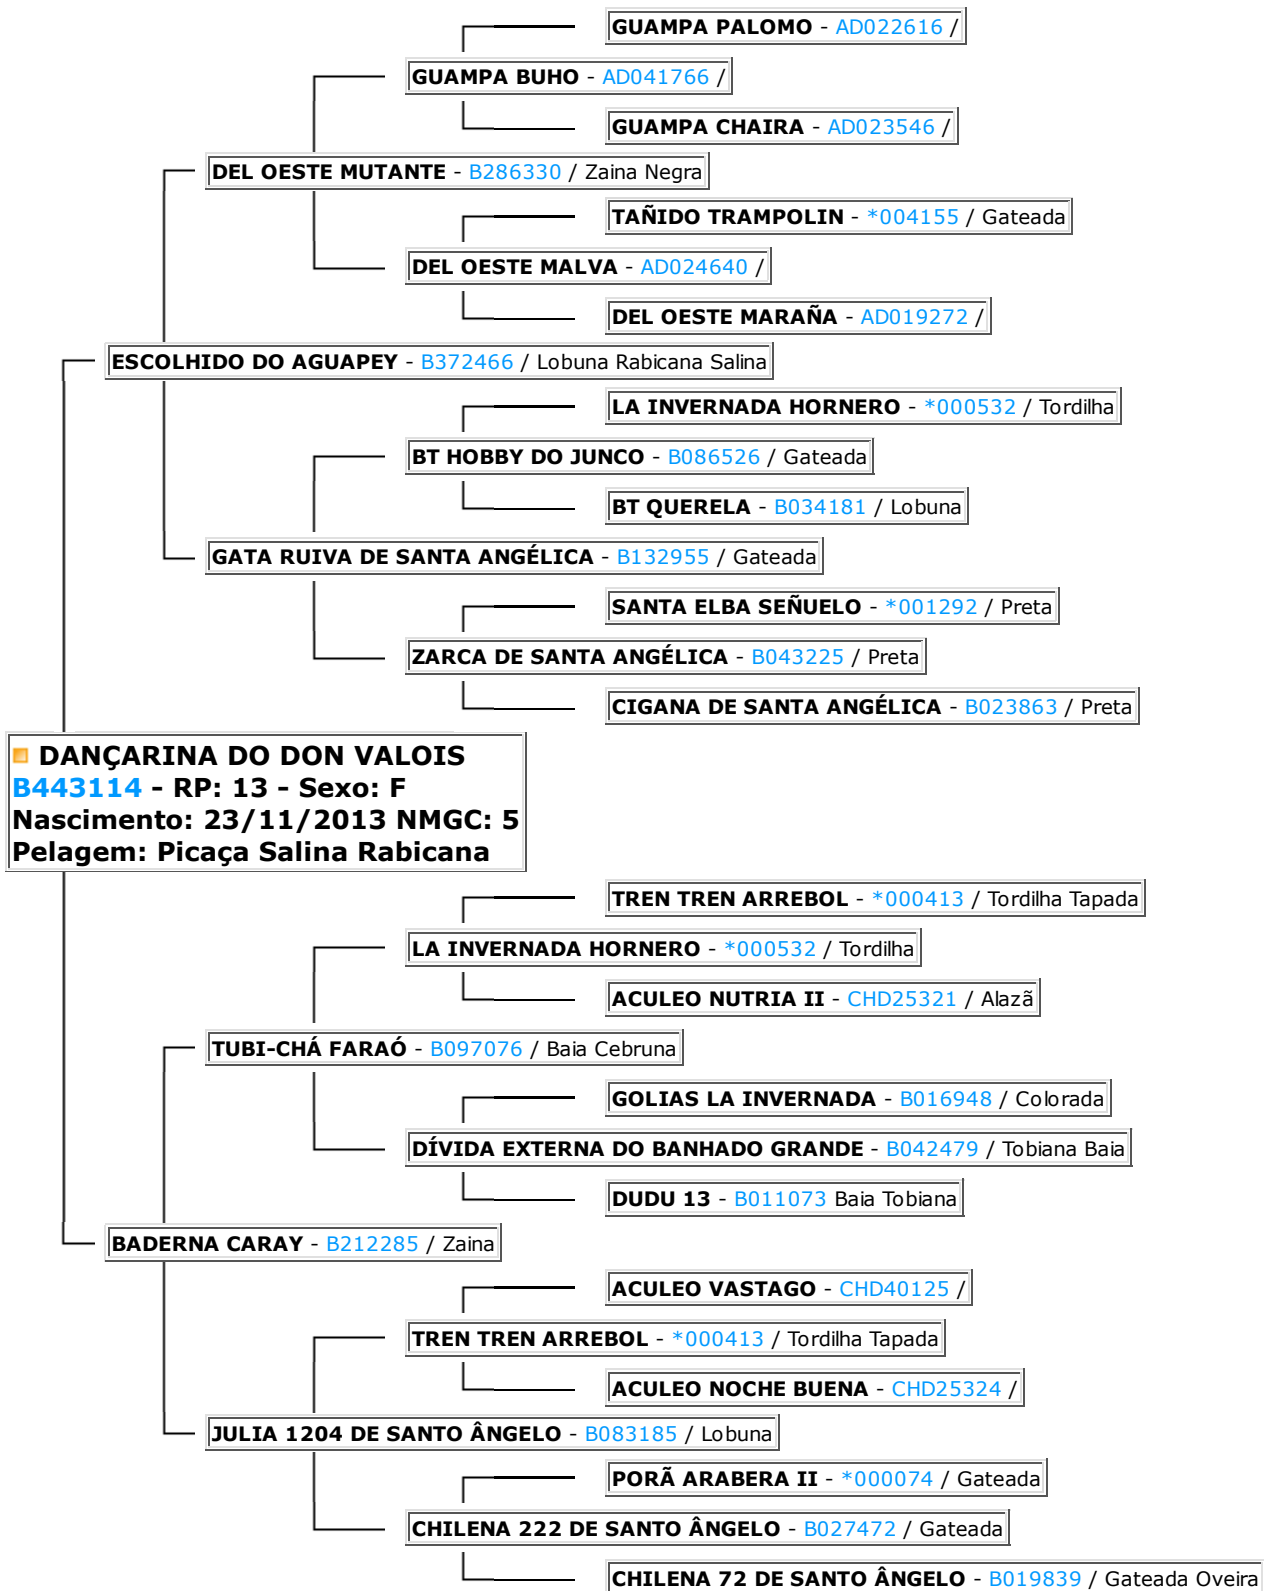 GUAMPA PALOMO - AD022616 /
GUAMPA BUHO - AD041766 /
GUAMPA CHAIRA - AD023546 /
DEL OESTE MUTANTE - B286330 / Zaina Negra
TAÑIDO TRAMPOLIN - *004155 / Gateada
DEL OESTE MALVA - AD024640 /
DEL OESTE MARAÑA - AD019272 /
ESCOLHIDO DO AGUAPEY - B372466 / Lobuna Rabicana Salina
LA INVERNADA HORNERO - *000532 / Tordilha
BT HOBBY DO JUNCO - B086526 / Gateada
BT QUERELA - B034181 / Lobuna
GATA RUIVA DE SANTA ANGÉLICA - B132955 / Gateada
SANTA ELBA SEÑUELO - *001292 / Preta
ZARCA DE SANTA ANGÉLICA - B043225 / Preta
CIGANA DE SANTA ANGÉLICA - B023863 / Preta
DANÇARINA DO DON VALOIS
B443114 - RP: 13 - Sexo: F
Nascimento: 23/11/2013 NMGC: 5
Pelagem: Picaça Salina Rabicana
TREN TREN ARREBOL - *000413 / Tordilha Tapada
LA INVERNADA HORNERO - *000532 / Tordilha
ACULEO NUTRIA II - CHD25321 / Alazã
TUBI-CHÁ FARAÓ - B097076 / Baia Cebruna
GOLIAS LA INVERNADA - B016948 / Colorada
DÍVIDA EXTERNA DO BANHADO GRANDE - B042479 / Tobiana Baia
DUDU 13 - B011073 Baia Tobiana
BADERNA CARAY - B212285 / Zaina
ACULEO VASTAGO - CHD40125 /
TREN TREN ARREBOL - *000413 / Tordilha Tapada
ACULEO NOCHE BUENA - CHD25324 /
JULIA 1204 DE SANTO ÂNGELO - B083185 / Lobuna
PORÃ ARABERA II - *000074 / Gateada
CHILENA 222 DE SANTO ÂNGELO - B027472 / Gateada
CHILENA 72 DE SANTO ÂNGELO - B019839 / Gateada Oveira